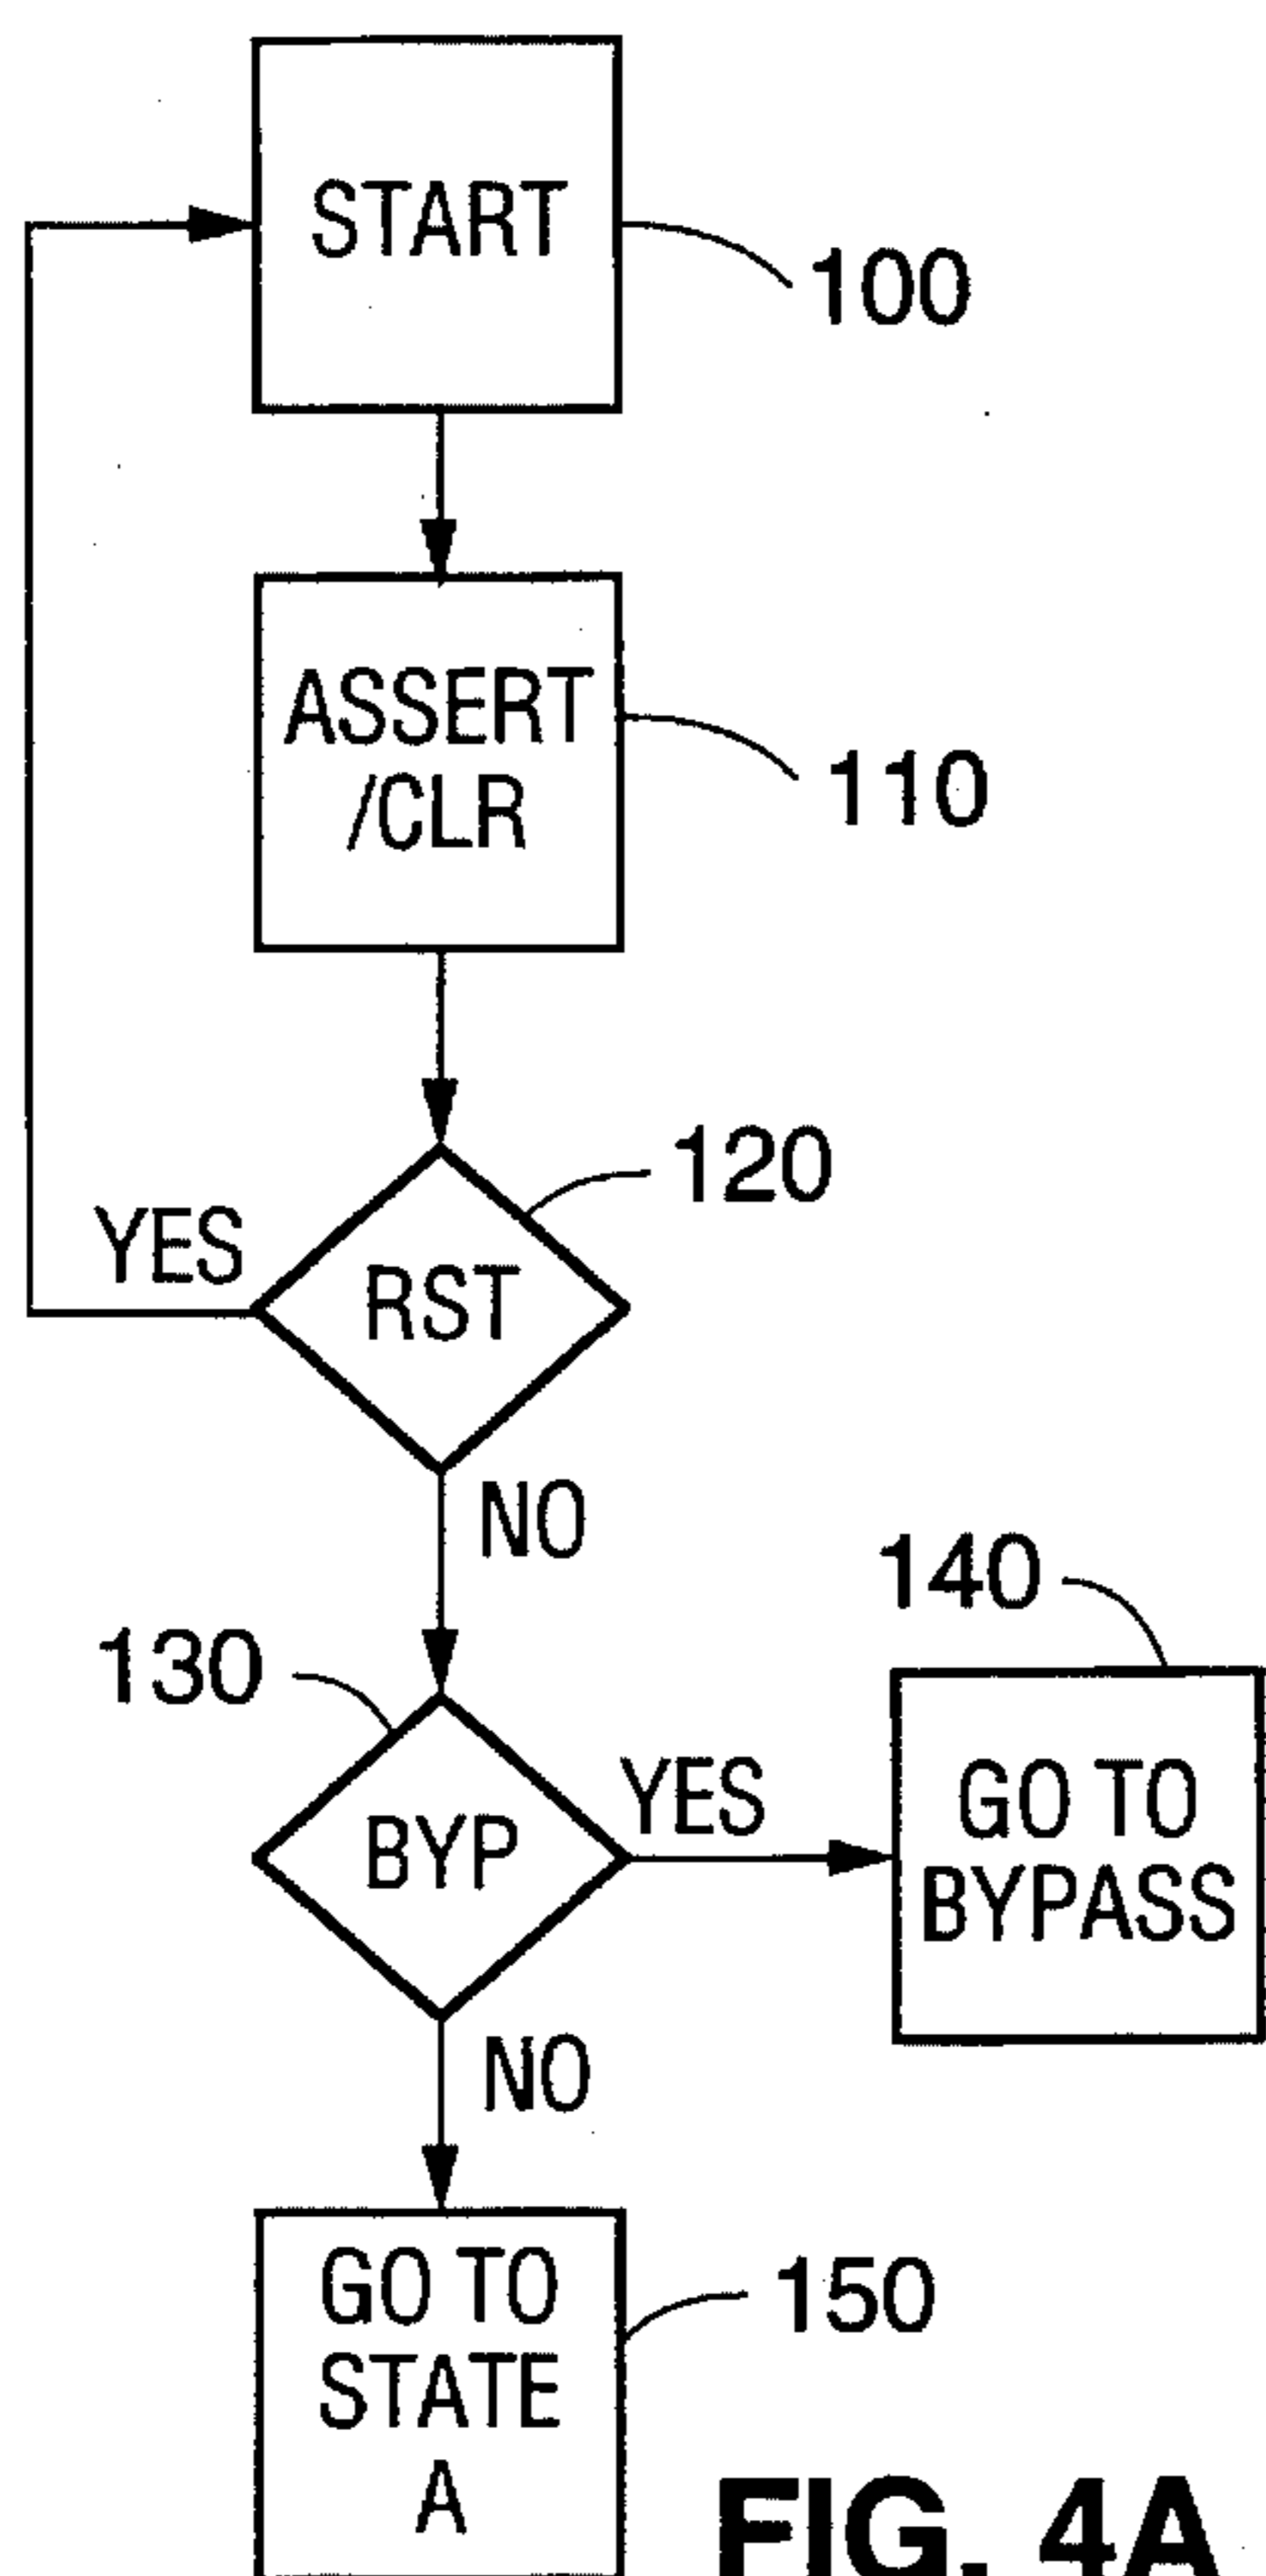 START
100
ASSERT
/CLR
110
120
YES
RST
NO
140
130
YES
GO TO
BYPASS
BYP
NO
GO TO
STATE
A
150
FIG. 4A